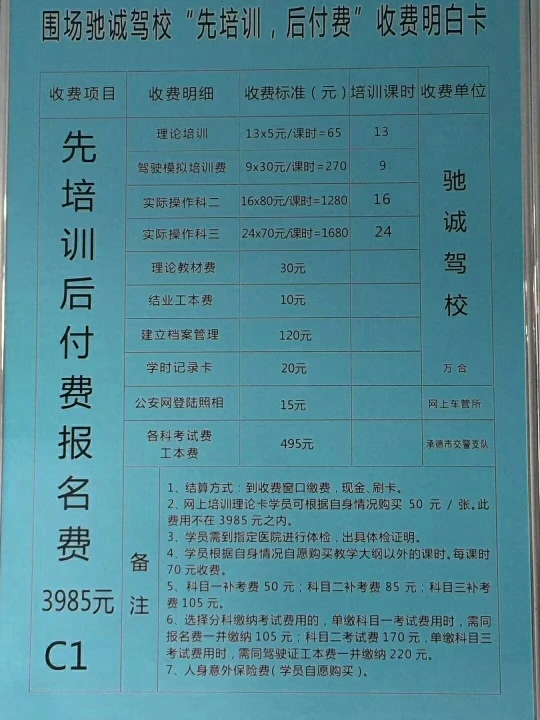 围场驰诚驾校“先培训，后付费”收费明白卡
收费项目 收费明细 收费标准（元） 培训课时 收费单位
先培训后付费报名费
3985元
C1
理论培训 13x5元/课时=65 13
驾驶模拟培训费 9x30元/课时=270 9
实际操作科二 16x80元/课时=1280 16
实际操作科三 24x70元/课时=1680 24
理论教材费 30元
结业工本费 10元
建立档案管理 120元
学时记录卡 20元
驰诚驾校
万合
公安网登陆照相 15元 网上车管所
各科考试费
工本费 495元 承德市交警支队
备注
1、结算方式：到收费窗口缴费，现金、刷卡。
2、网上培训理论卡学员可根据自身情况购买 50 元 / 张。此
费用不在 3985 元之内。
3、学员需到指定医院进行体检，出具体检证明。
4、学员根据自身情况自愿购买教学大纲以外的课时。每课时
70 元收费。
5、科目一补考费 50 元；科目二补考费 85 元；科目三补考
费 105 元。
6、选择分科缴纳考试费用的，单缴科目一考试费用时，需同
报名费一并缴纳 105 元；科目二考试费 170 元，单缴科目三
考试费用时，需同驾驶证工本费一并缴纳 220 元。
7、人身意外保险费(学员自愿购买)。